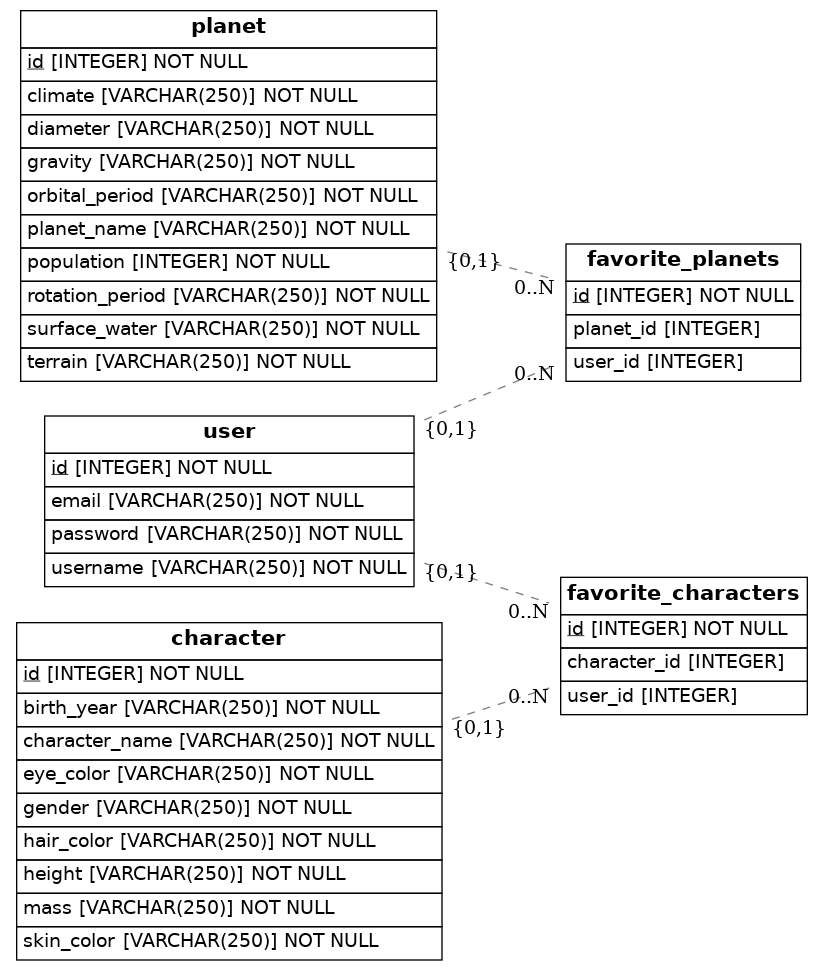 planet
id [INTEGER] NOT NULL
climate [VARCHAR(250)] NOT NULL
diameter [VARCHAR(250)] NOT NULL
gravity [VARCHAR(250)] NOT NULL
orbital_period [VARCHAR(250)] NOT NULL
planet_name [VARCHAR(250)] NOT NULL
population [INTEGER] NOT NULL
rotation_period [VARCHAR(250)] NOT NULL
surface_water [VARCHAR(250)] NOT NULL
terrain [VARCHAR(250)] NOT NULL
{0,1}
0..N
favorite_planets
id [INTEGER] NOT NULL
planet_id [INTEGER]
user_id [INTEGER]
0..N
{0,1}
user
id [INTEGER] NOT NULL
email [VARCHAR(250)] NOT NULL
password [VARCHAR(250)] NOT NULL
username [VARCHAR(250)] NOT NULL
{0,1}
0..N
favorite_characters
id [INTEGER] NOT NULL
character_id [INTEGER]
user_id [INTEGER]
0..N
{0,1}
character
id [INTEGER] NOT NULL
birth_year [VARCHAR(250)] NOT NULL
character_name [VARCHAR(250)] NOT NULL
eye_color [VARCHAR(250)] NOT NULL
gender [VARCHAR(250)] NOT NULL
hair_color [VARCHAR(250)] NOT NULL
height [VARCHAR(250)] NOT NULL
mass [VARCHAR(250)] NOT NULL
skin_color [VARCHAR(250)] NOT NULL